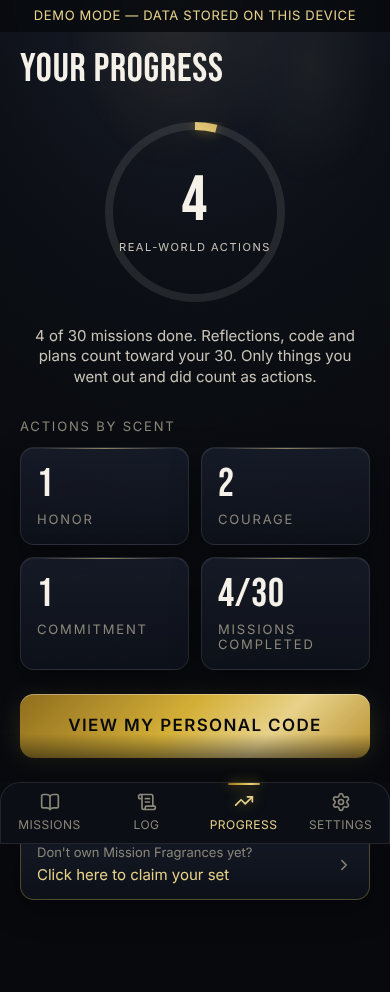 DEMO MODE — DATA STORED ON THIS DEVICE
YOUR PROGRESS
4
REAL-WORLD ACTIONS
4 of 30 missions done. Reflections, code and
plans count toward your 30. Only things you
went out and did count as actions.
ACTIONS BY SCENT
1
HONOR
2
COURAGE
1
COMMITMENT
4/30
MISSIONS
COMPLETED
VIEW MY PERSONAL CODE
MISSIONS
LOG
PROGRESS
SETTINGS
Don't own Mission Fragrances yet?
Click here to claim your set